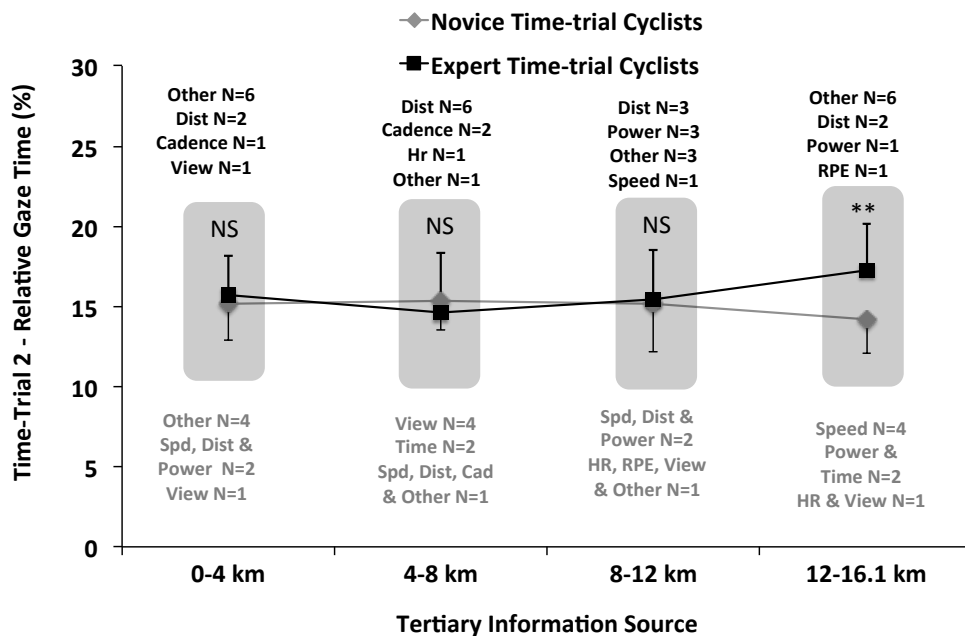 Novice Time-trial Cyclists
Expert Time-trial Cyclists
Time-Trial 2 - Relative Gaze Time (%)
30
25
20
15
10
5
0
Other N=6
Dist N=2
Cadence N=1
View N=1
Dist N=6
Cadence N=2
Hr N=1
Other N=1
Dist N=3
Power N=3
Other N=3
Speed N=1
Other N=6
Dist N=2
Power N=1
RPE N=1
NS
NS
NS
**
Other N=4
Spd, Dist &
Power N=2
View N=1
View N=4
Time N=2
Spd, Dist, Cad
& Other N=1
Spd, Dist &
Power N=2
HR, RPE, View
& Other N=1
Speed N=4
Power &
Time N=2
HR & View N=1
0-4 km
4-8 km
8-12 km
12-16.1 km
Tertiary Information Source